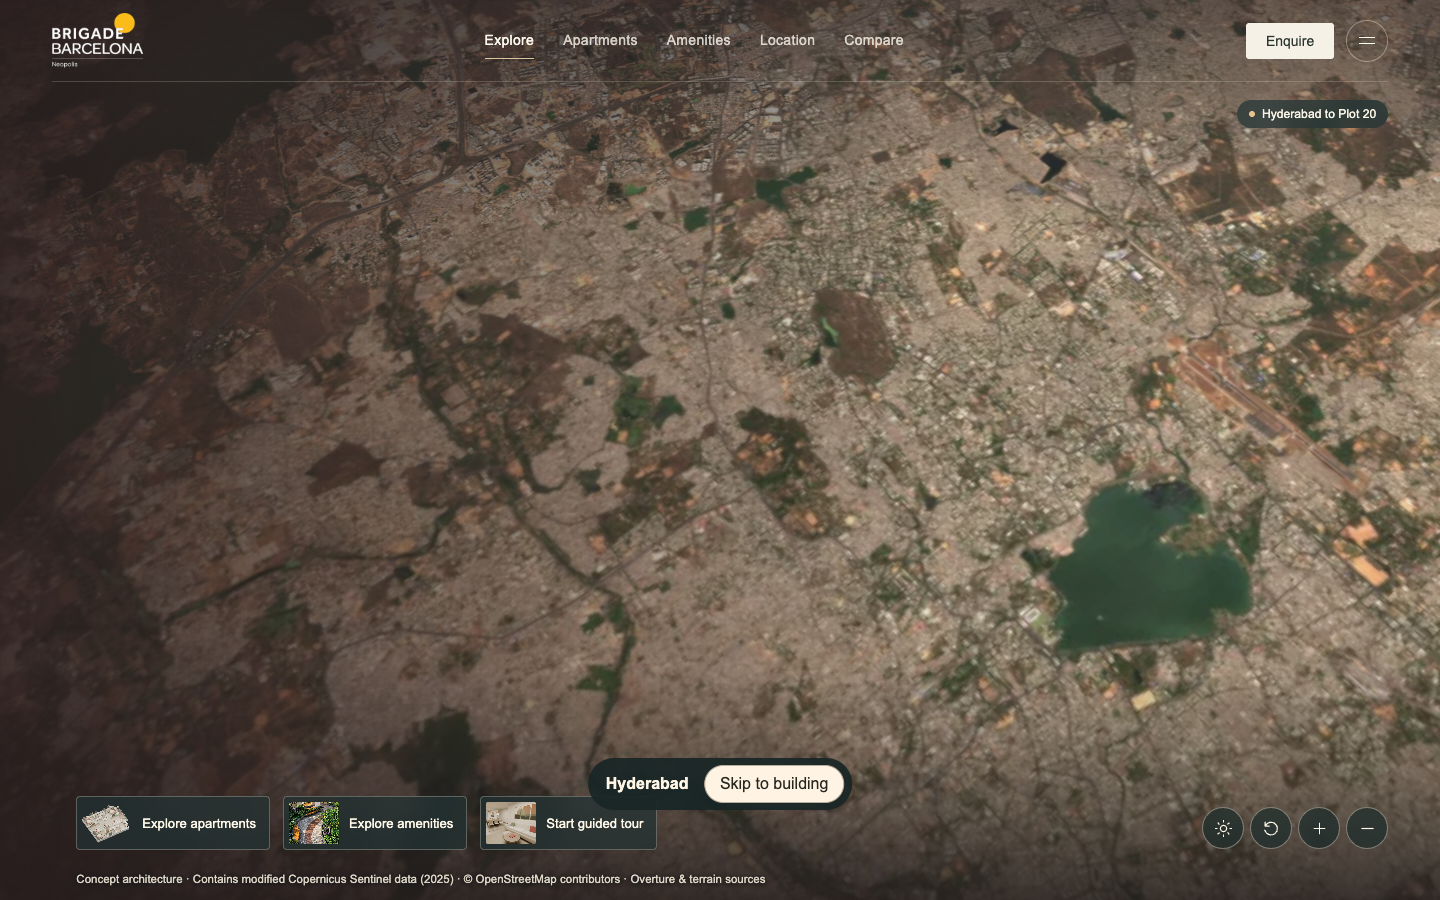 BRIGADE
BARCELONA
Neopolis
Explore
Apartments
Amenities
Location
Compare
Enquire
Hyderabad to Plot 20
Hyderabad
Skip to building
Explore apartments
Explore amenities
Start guided tour
Concept architecture · Contains modified Copernicus Sentinel data (2025) · © OpenStreetMap contributors · Overture & terrain sources